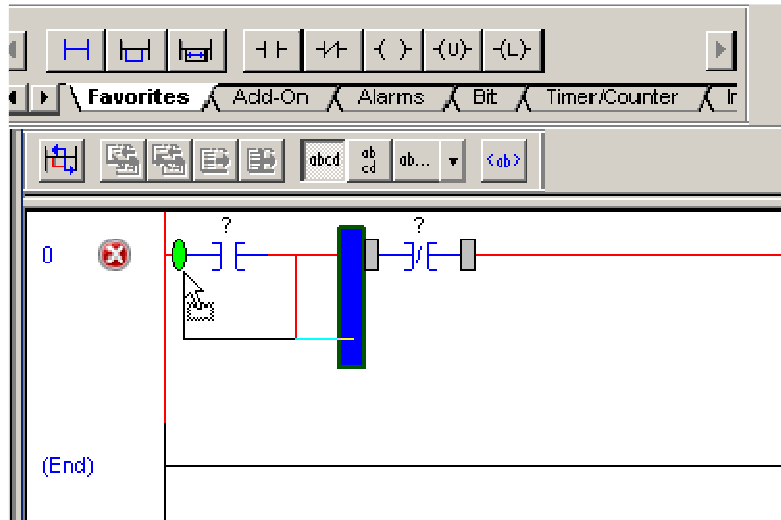 (U) (L)
Favorites Add-On Alarms Bit Timer/Counter
abcd ab cd ab... <ab>
? ?
0
(End)